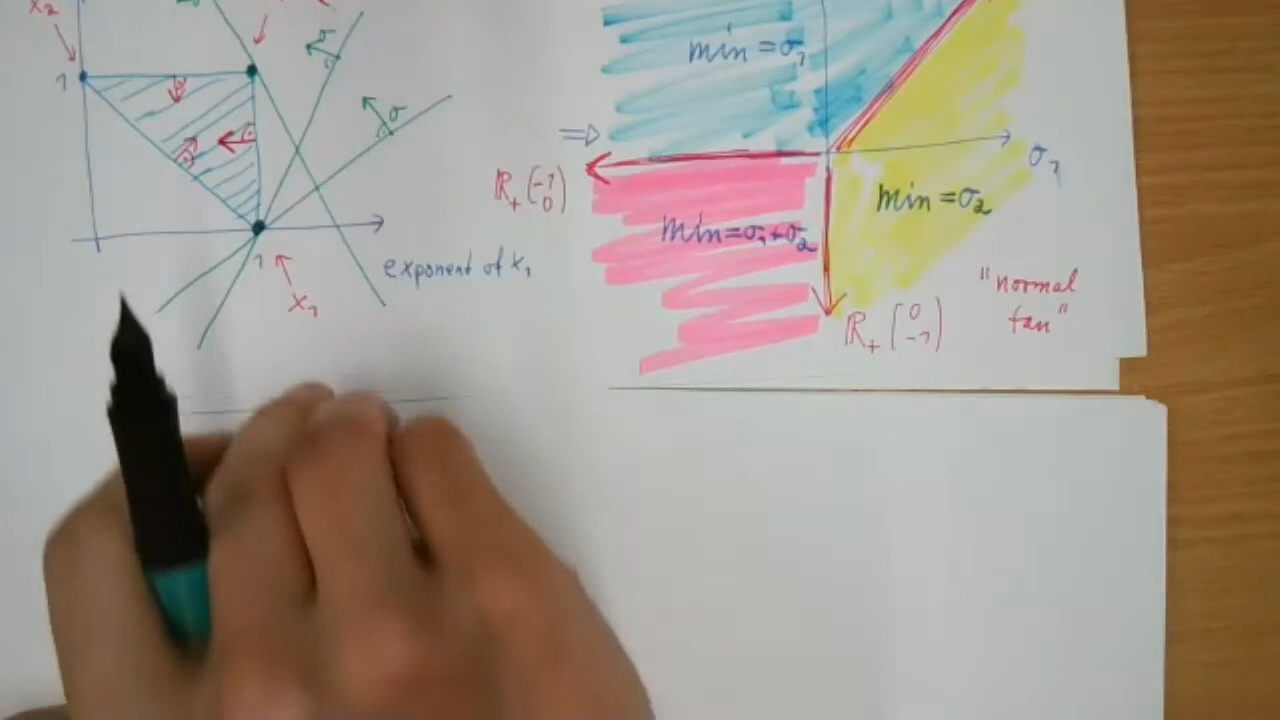 x₂
1
σ
σ
1
x₁
exponent of x₁
min = σ₁
⇒
σ₁
ℝ₊ (-1 0)
min = σ₂
min = σ₁+σ₂
ℝ₊ (0 -1)
"normal
fan"